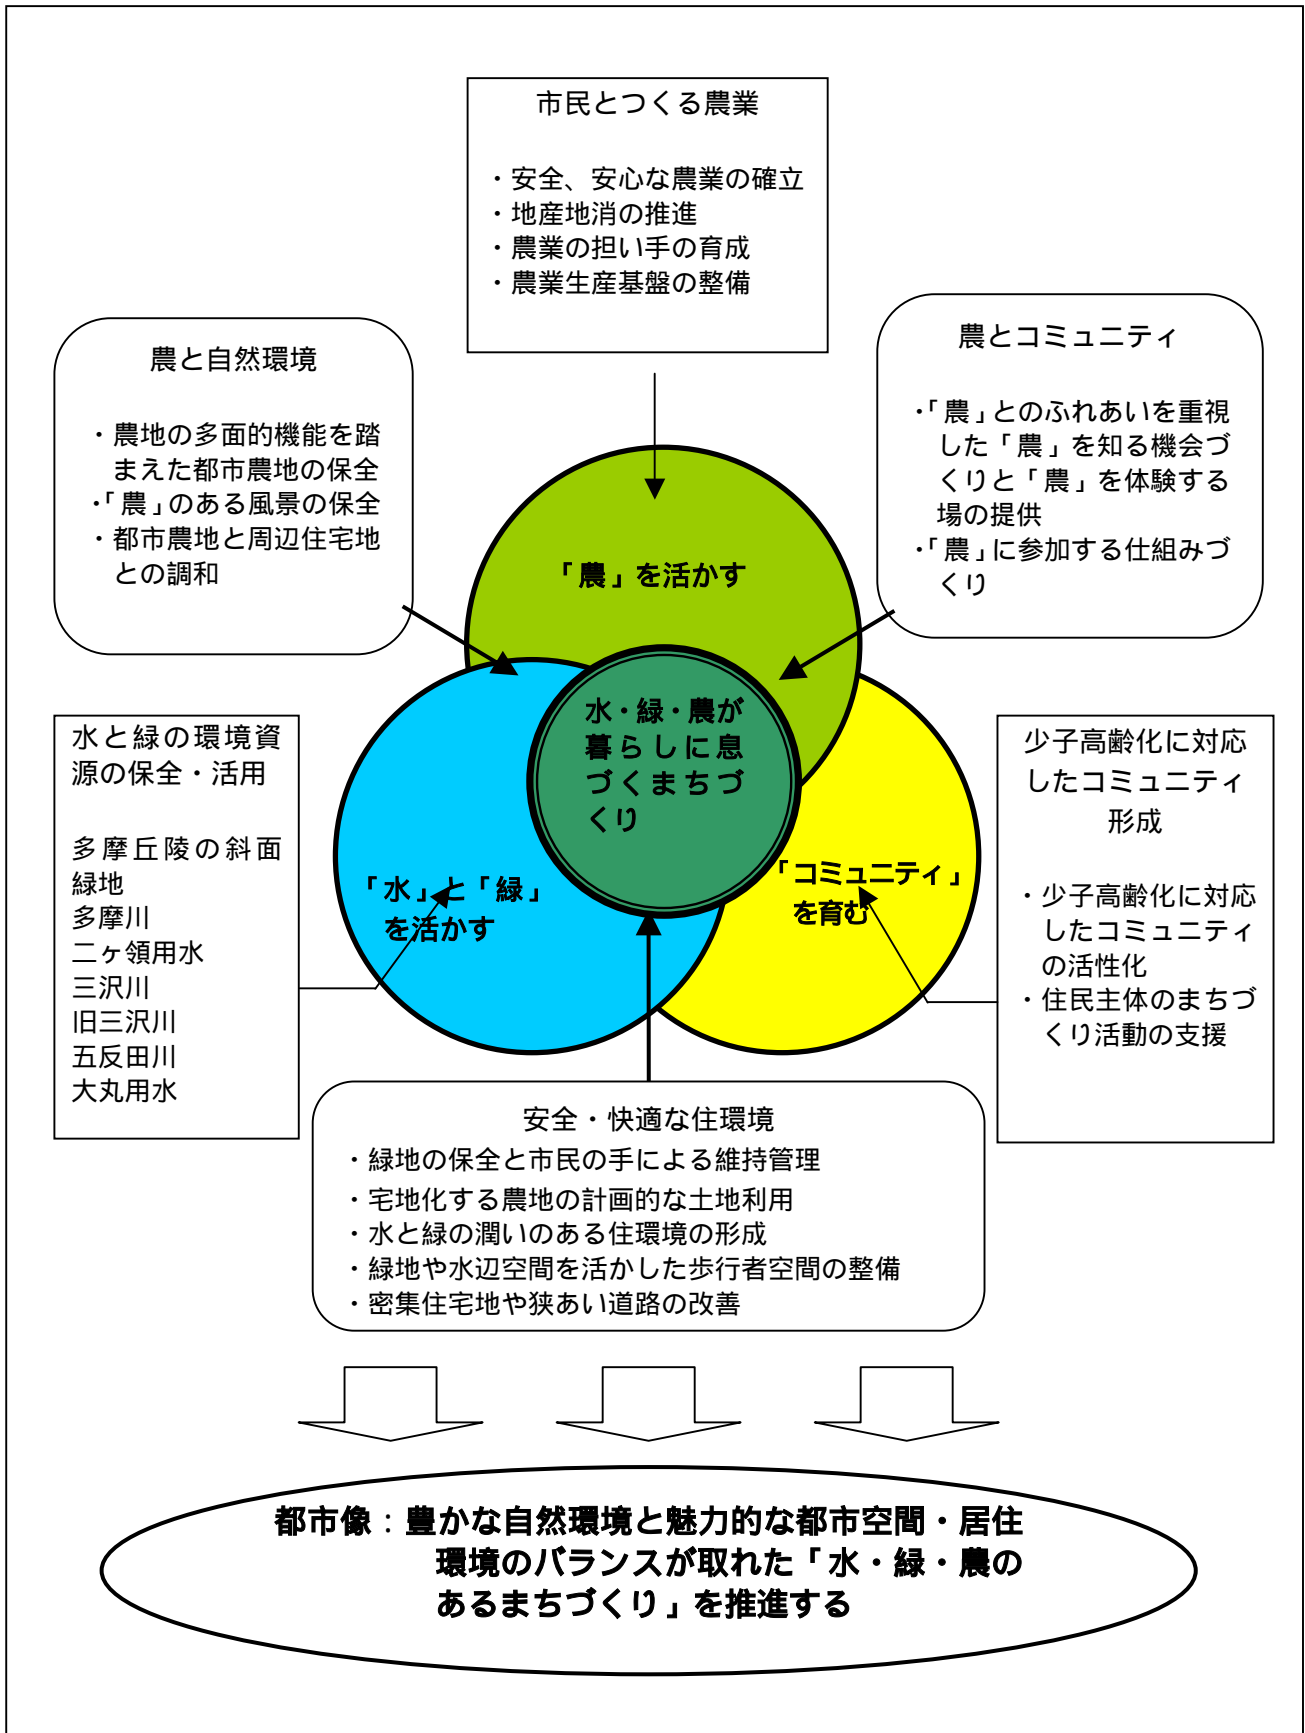 市民とつくる農業
・安全、安心な農業の確立
・地産地消の推進
・農業の担い手の育成
・農業生産基盤の整備
農と自然環境
・農地の多面的機能を踏
まえた都市農地の保全
・「農」のある風景の保全
・都市農地と周辺住宅地
との調和
農とコミュニティ
・「農」とのふれあいを重視
した「農」を知る機会づ
くりと「農」を体験する
場の提供
・「農」に参加する仕組みづ
くり
「農」を活かす
水・緑・農が
暮らしに息
づくまちづ
くり
「水」と「緑」
を活かす
「コミュニティ」
を育む
水と緑の環境資
源の保全・活用
多摩丘陵の斜面
緑地
多摩川
二ヶ領用水
三沢川
旧三沢川
五反田川
大丸用水
少子高齢化に対応
したコミュニティ
形成
・少子高齢化に対応
したコミュニティ
の活性化
・住民主体のまちづ
くり活動の支援
安全・快適な住環境
・緑地の保全と市民の手による維持管理
・宅地化する農地の計画的な土地利用
・水と緑の潤いのある住環境の形成
・緑地や水辺空間を活かした歩行者空間の整備
・密集住宅地や狭あい道路の改善
都市像：豊かな自然環境と魅力的な都市空間・居住
環境のバランスが取れた「水・緑・農の
あるまちづくり」を推進する